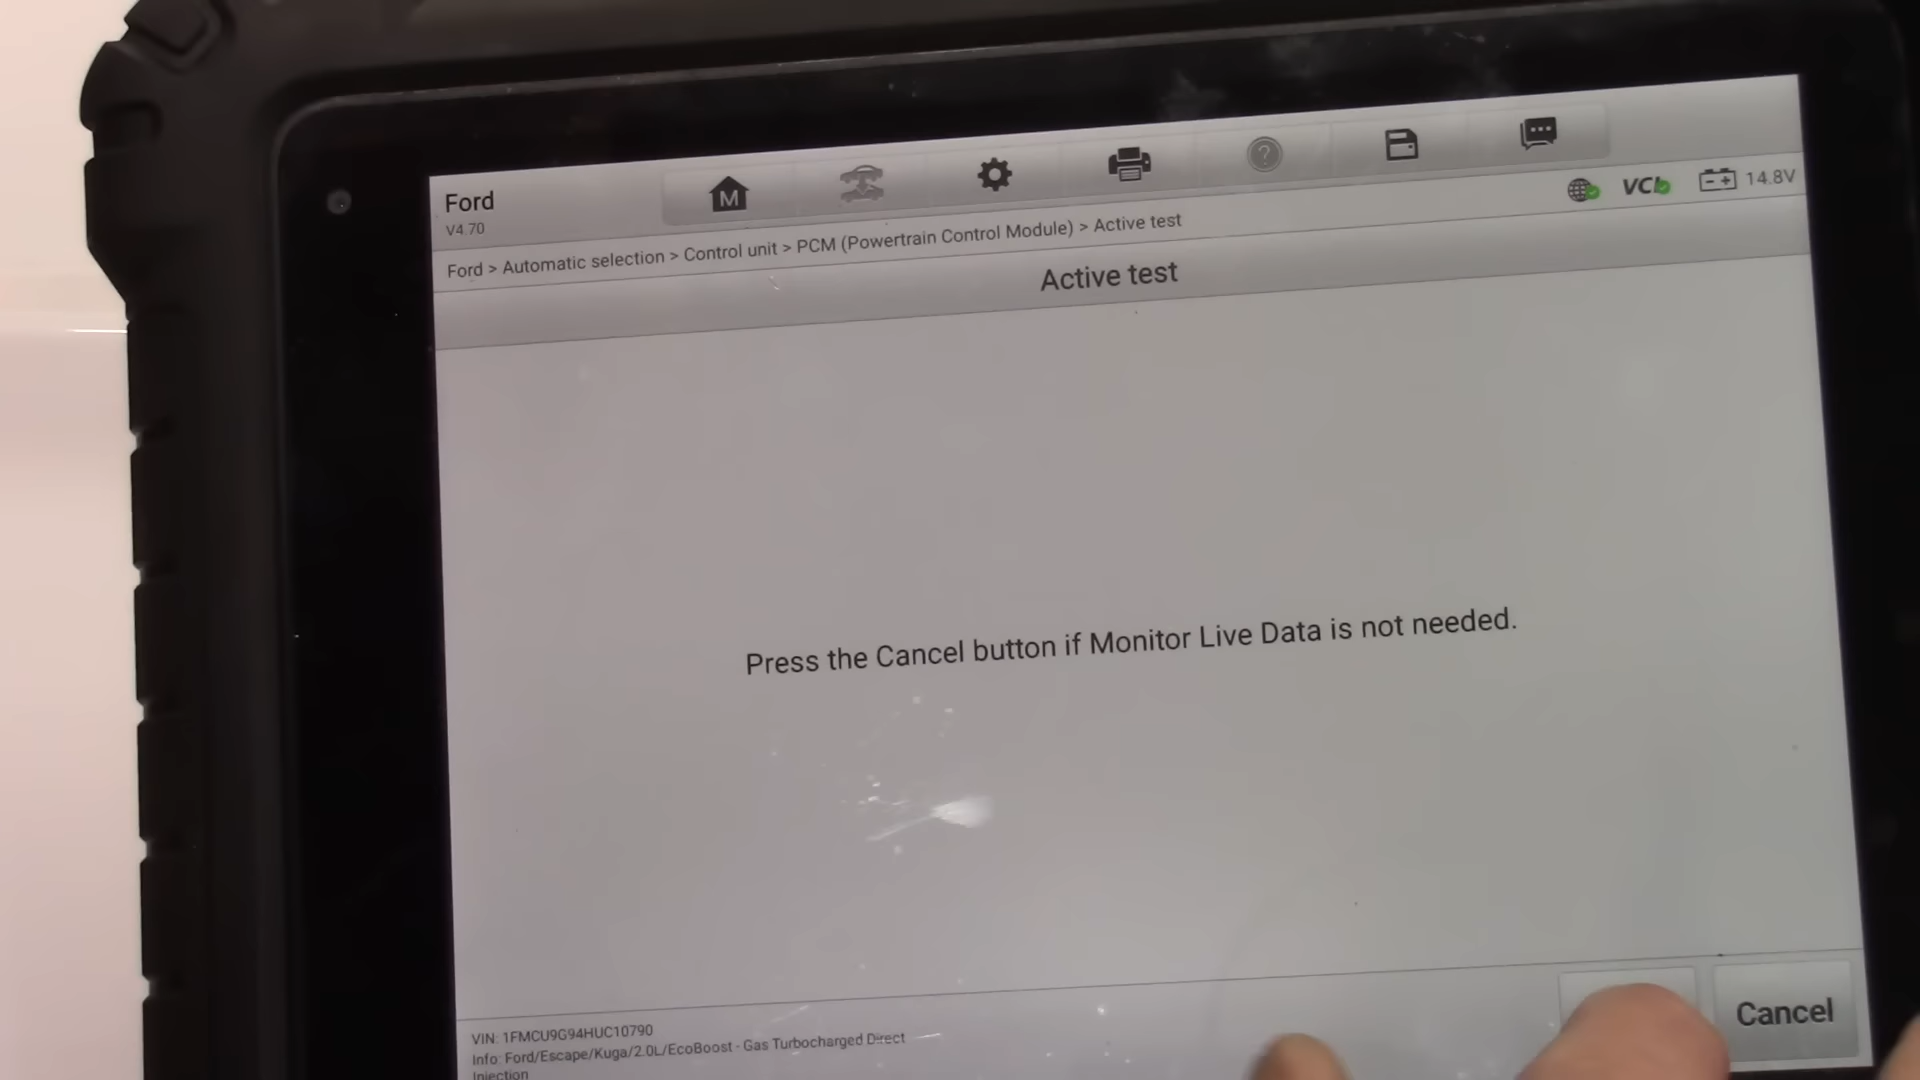 Ford
V4.70
M
?
VCI
14.8V
Ford > Automatic selection > Control unit > PCM (Powertrain Control Module) > Active test
Active test
Press the Cancel button if Monitor Live Data is not needed.
Cancel
VIN: 1FMCU9G94HUC10790
Info: Ford/Escape/Kuga/2.0L/EcoBoost - Gas Turbocharged Direct
Injection